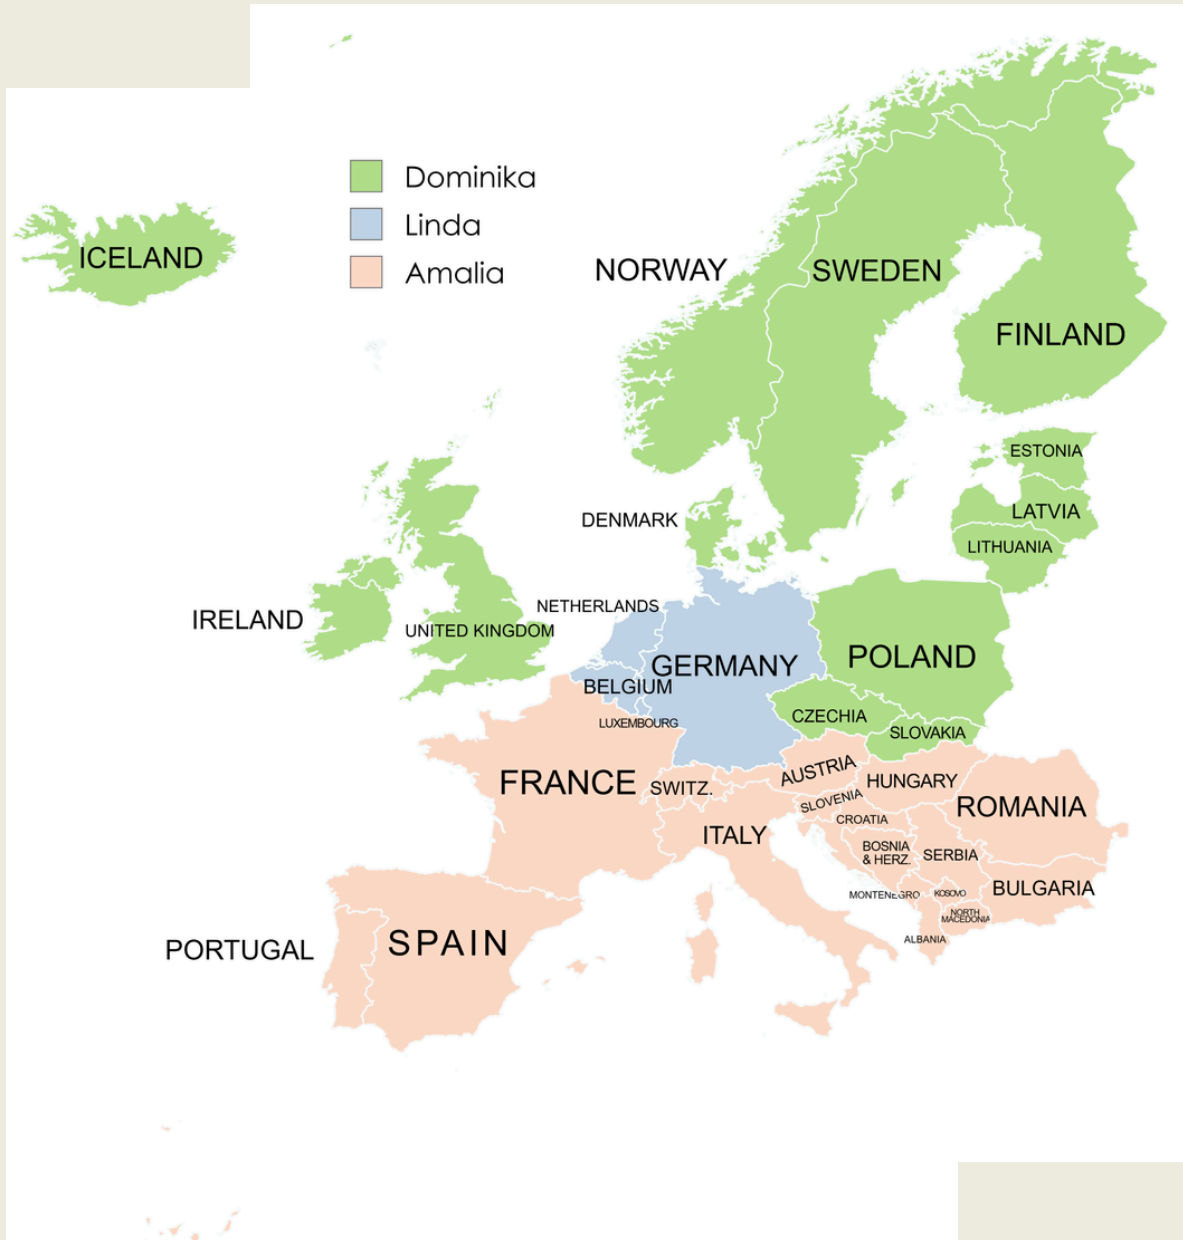 Dominika
Linda
Amalia
ICELAND
NORWAY
SWEDEN
FINLAND
ESTONIA
LATVIA
LITHUANIA
DENMARK
IRELAND
UNITED KINGDOM
NETHERLANDS
GERMANY
POLAND
BELGIUM
LUXEMBOURG
CZECHIA
SLOVAKIA
FRANCE
SWITZ.
AUSTRIA
HUNGARY
SLOVENIA
CROATIA
ROMANIA
ITALY
BOSNIA
& HERZ.
SERBIA
MONTENEGRO
KOSOVO
BULGARIA
NORTH
MACEDONIA
ALBANIA
PORTUGAL
SPAIN